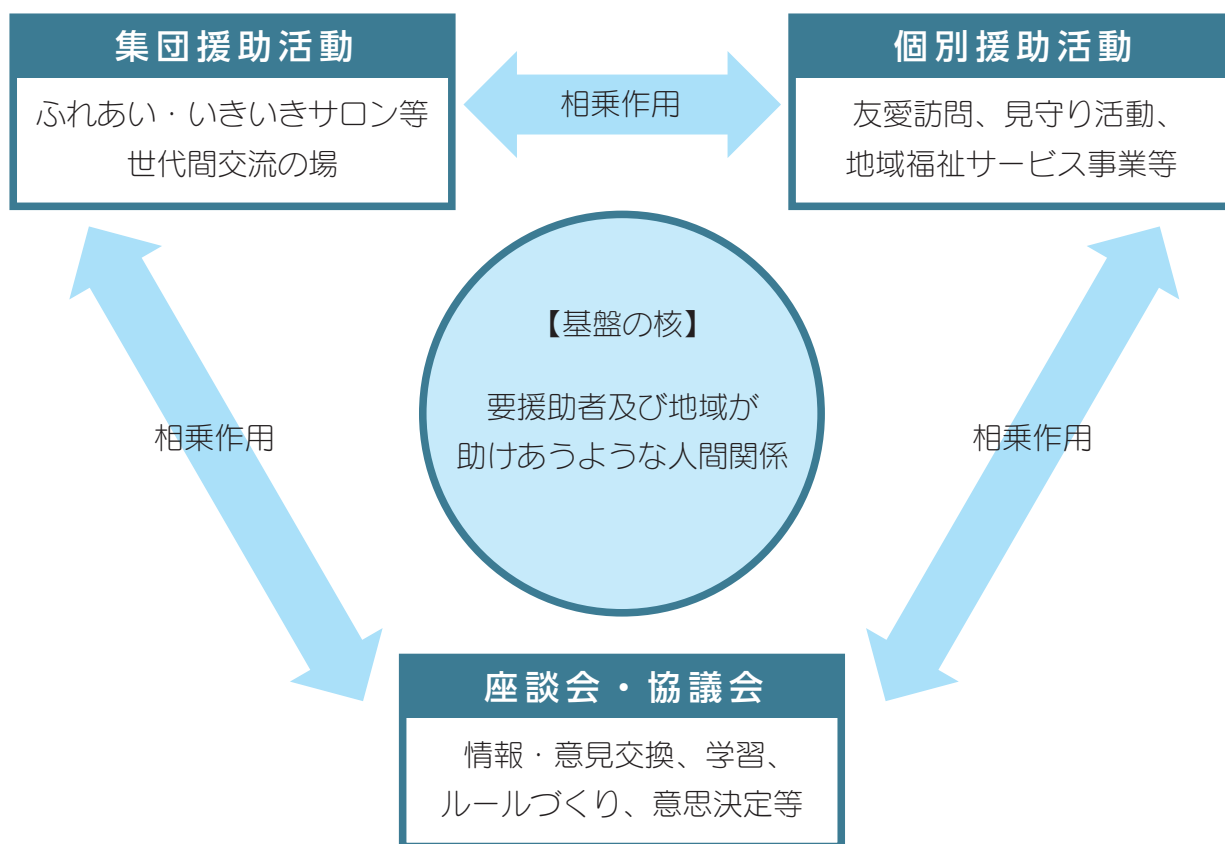 集団援助活動
ふれあい・いきいきサロン等
世代間交流の場
相乗作用
個別援助活動
友愛訪問、見守り活動、
地域福祉サービス事業等
【基盤の核】
要援助者及び地域が
助けあうような人間関係
相乗作用
相乗作用
座談会・協議会
情報・意見交換、学習、
ルールづくり、意思決定等